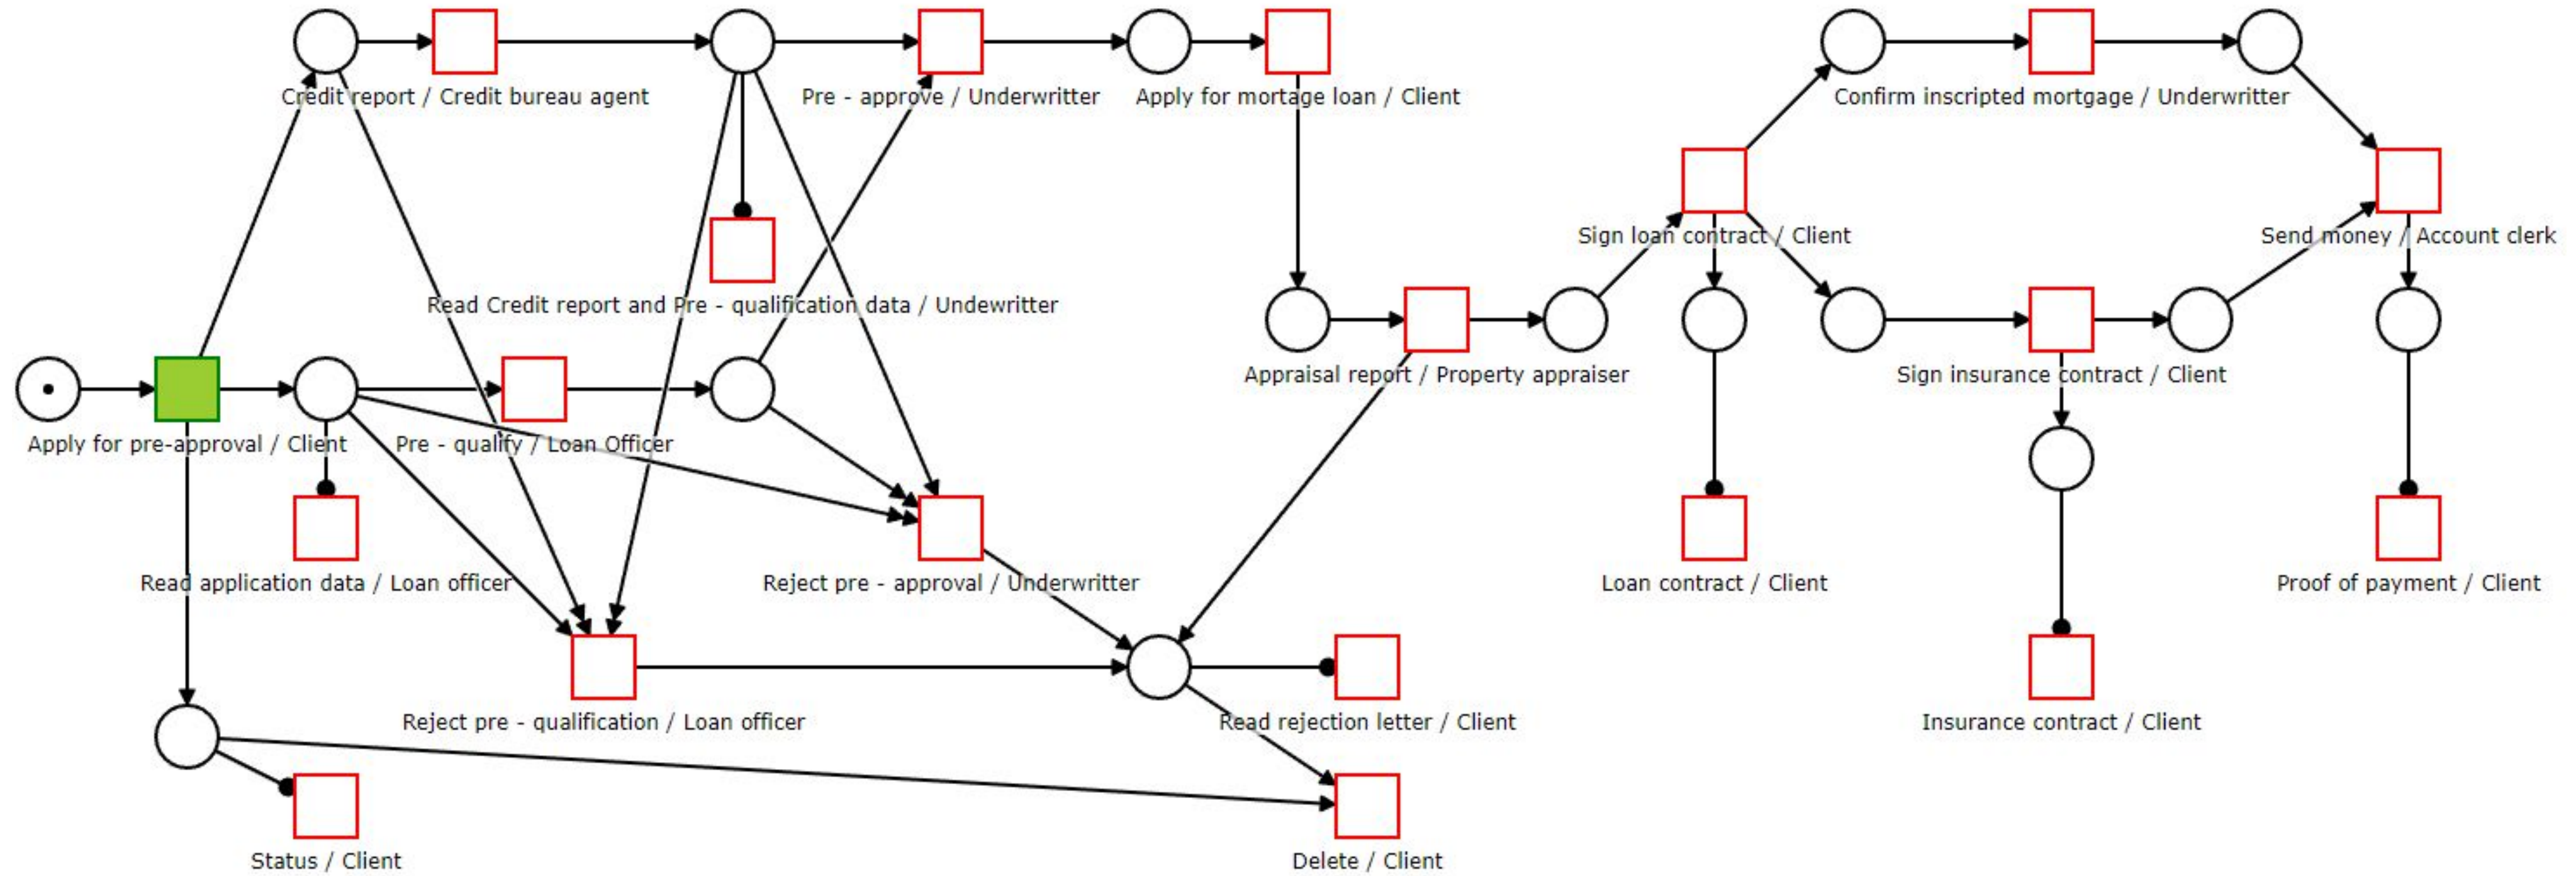 Credit report / Credit bureau agent
Pre - approve / Underwritter
Apply for mortage loan / Client
Confirm inscripted mortgage / Underwritter
Sign loan contract / Client
Send money / Account clerk
Read Credit report and Pre - qualification data / Undewritter
Appraisal report / Property appraiser
Sign insurance contract / Client
Apply for pre-approval / Client
Pre - qualify / Loan Officer
Read application data / Loan officer
Reject pre - approval / Underwritter
Loan contract / Client
Proof of payment / Client
Reject pre - qualification / Loan officer
Read rejection letter / Client
Insurance contract / Client
Status / Client
Delete / Client